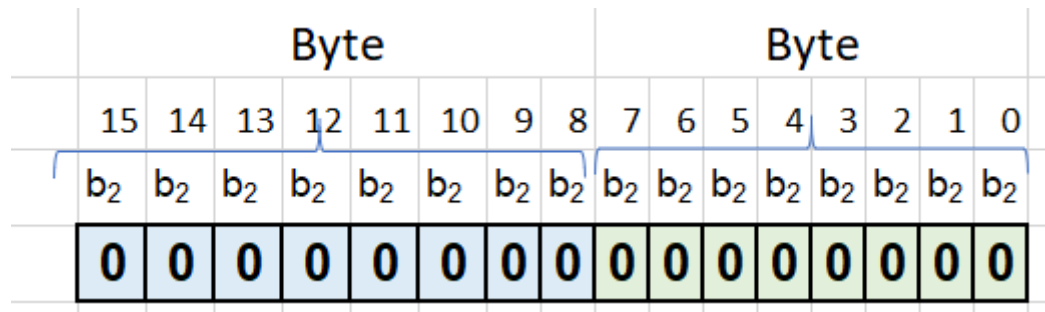 Byte Byte
15 14 13 12 11 10 9 8 7 6 5 4 3 2 1 0
b₂ b₂ b₂ b₂ b₂ b₂ b₂ b₂ b₂ b₂ b₂ b₂ b₂ b₂ b₂ b₂
0 0 0 0 0 0 0 0 0 0 0 0 0 0 0 0